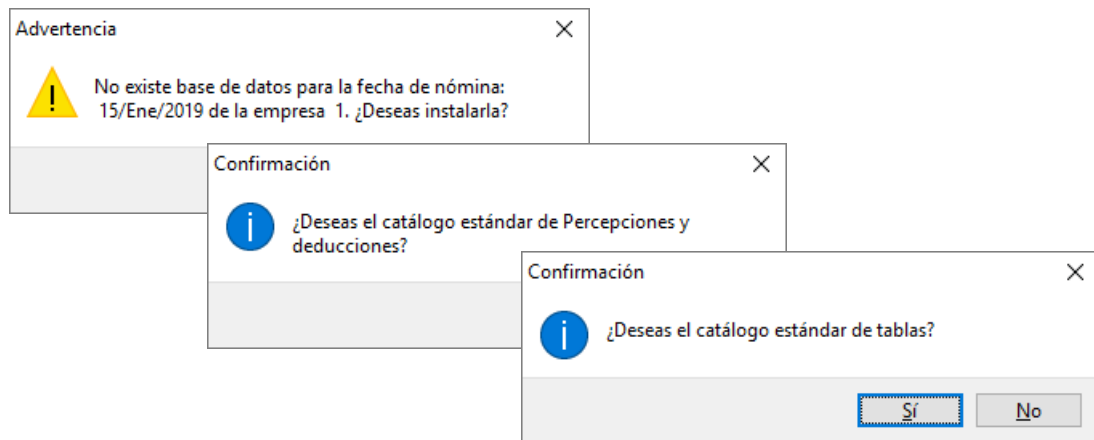 Advertencia
No existe base de datos para la fecha de nómina:
15/Ene/2019 de la empresa  1. ¿Deseas instalarla?
Confirmación
¿Deseas el catálogo estándar de Percepciones y
deducciones?
Confirmación
¿Deseas el catálogo estándar de tablas?
Sí
No